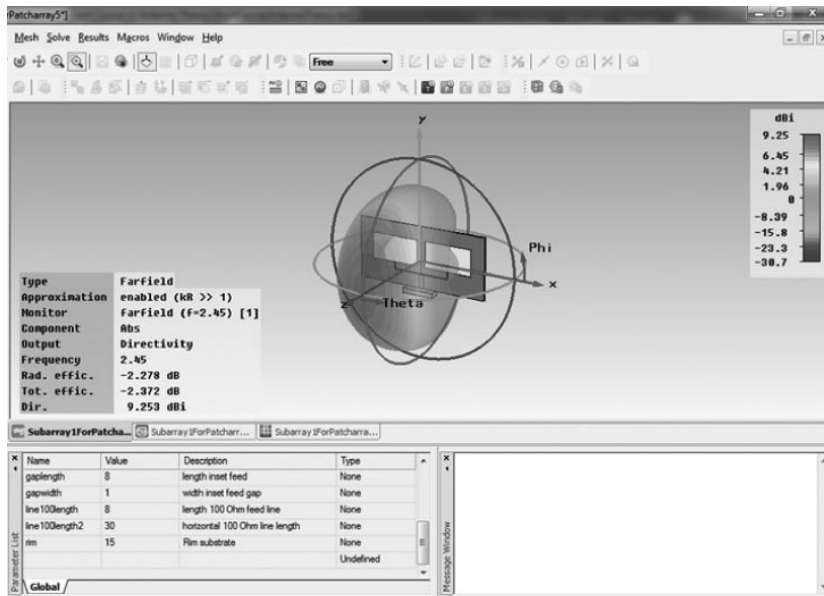 rPatcharray5*]
Mesh Solve Results Macros Window Help
Free
dBi
9.25
6.45
4.21
1.96
0
-8.39
-15.8
-23.3
-30.7
y
Phi
x
z
Theta
Type Farfield
Approximation enabled (kR >> 1)
Monitor farfield (f=2.45) [1]
Component Abs
Output Directivity
Frequency 2.45
Rad. effic. -2.278 dB
Tot. effic. -2.372 dB
Dir. 9.253 dBi
Subarray1ForPatcha... Subarray1ForPatcharr... Subarray1ForPatcharra...
Name Value Description Type
gaplength 8 length inset feed None
gapwidth 1 width inset feed gap None
line100length 8 length 100 Ohm feed line None
line100length2 30 horizontal 100 Ohm line length None
rim 15 Rim substrate None
Undefined
Global
Parameter List
Message Window